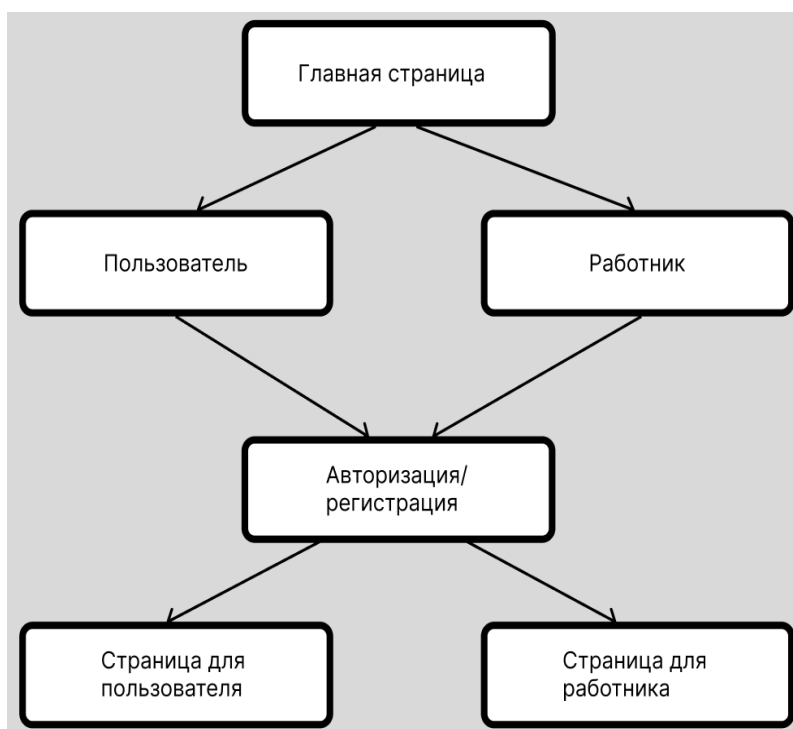 Главная страница
Пользователь
Работник
Авторизация/
регистрация
Страница для
пользователя
Страница для
работника